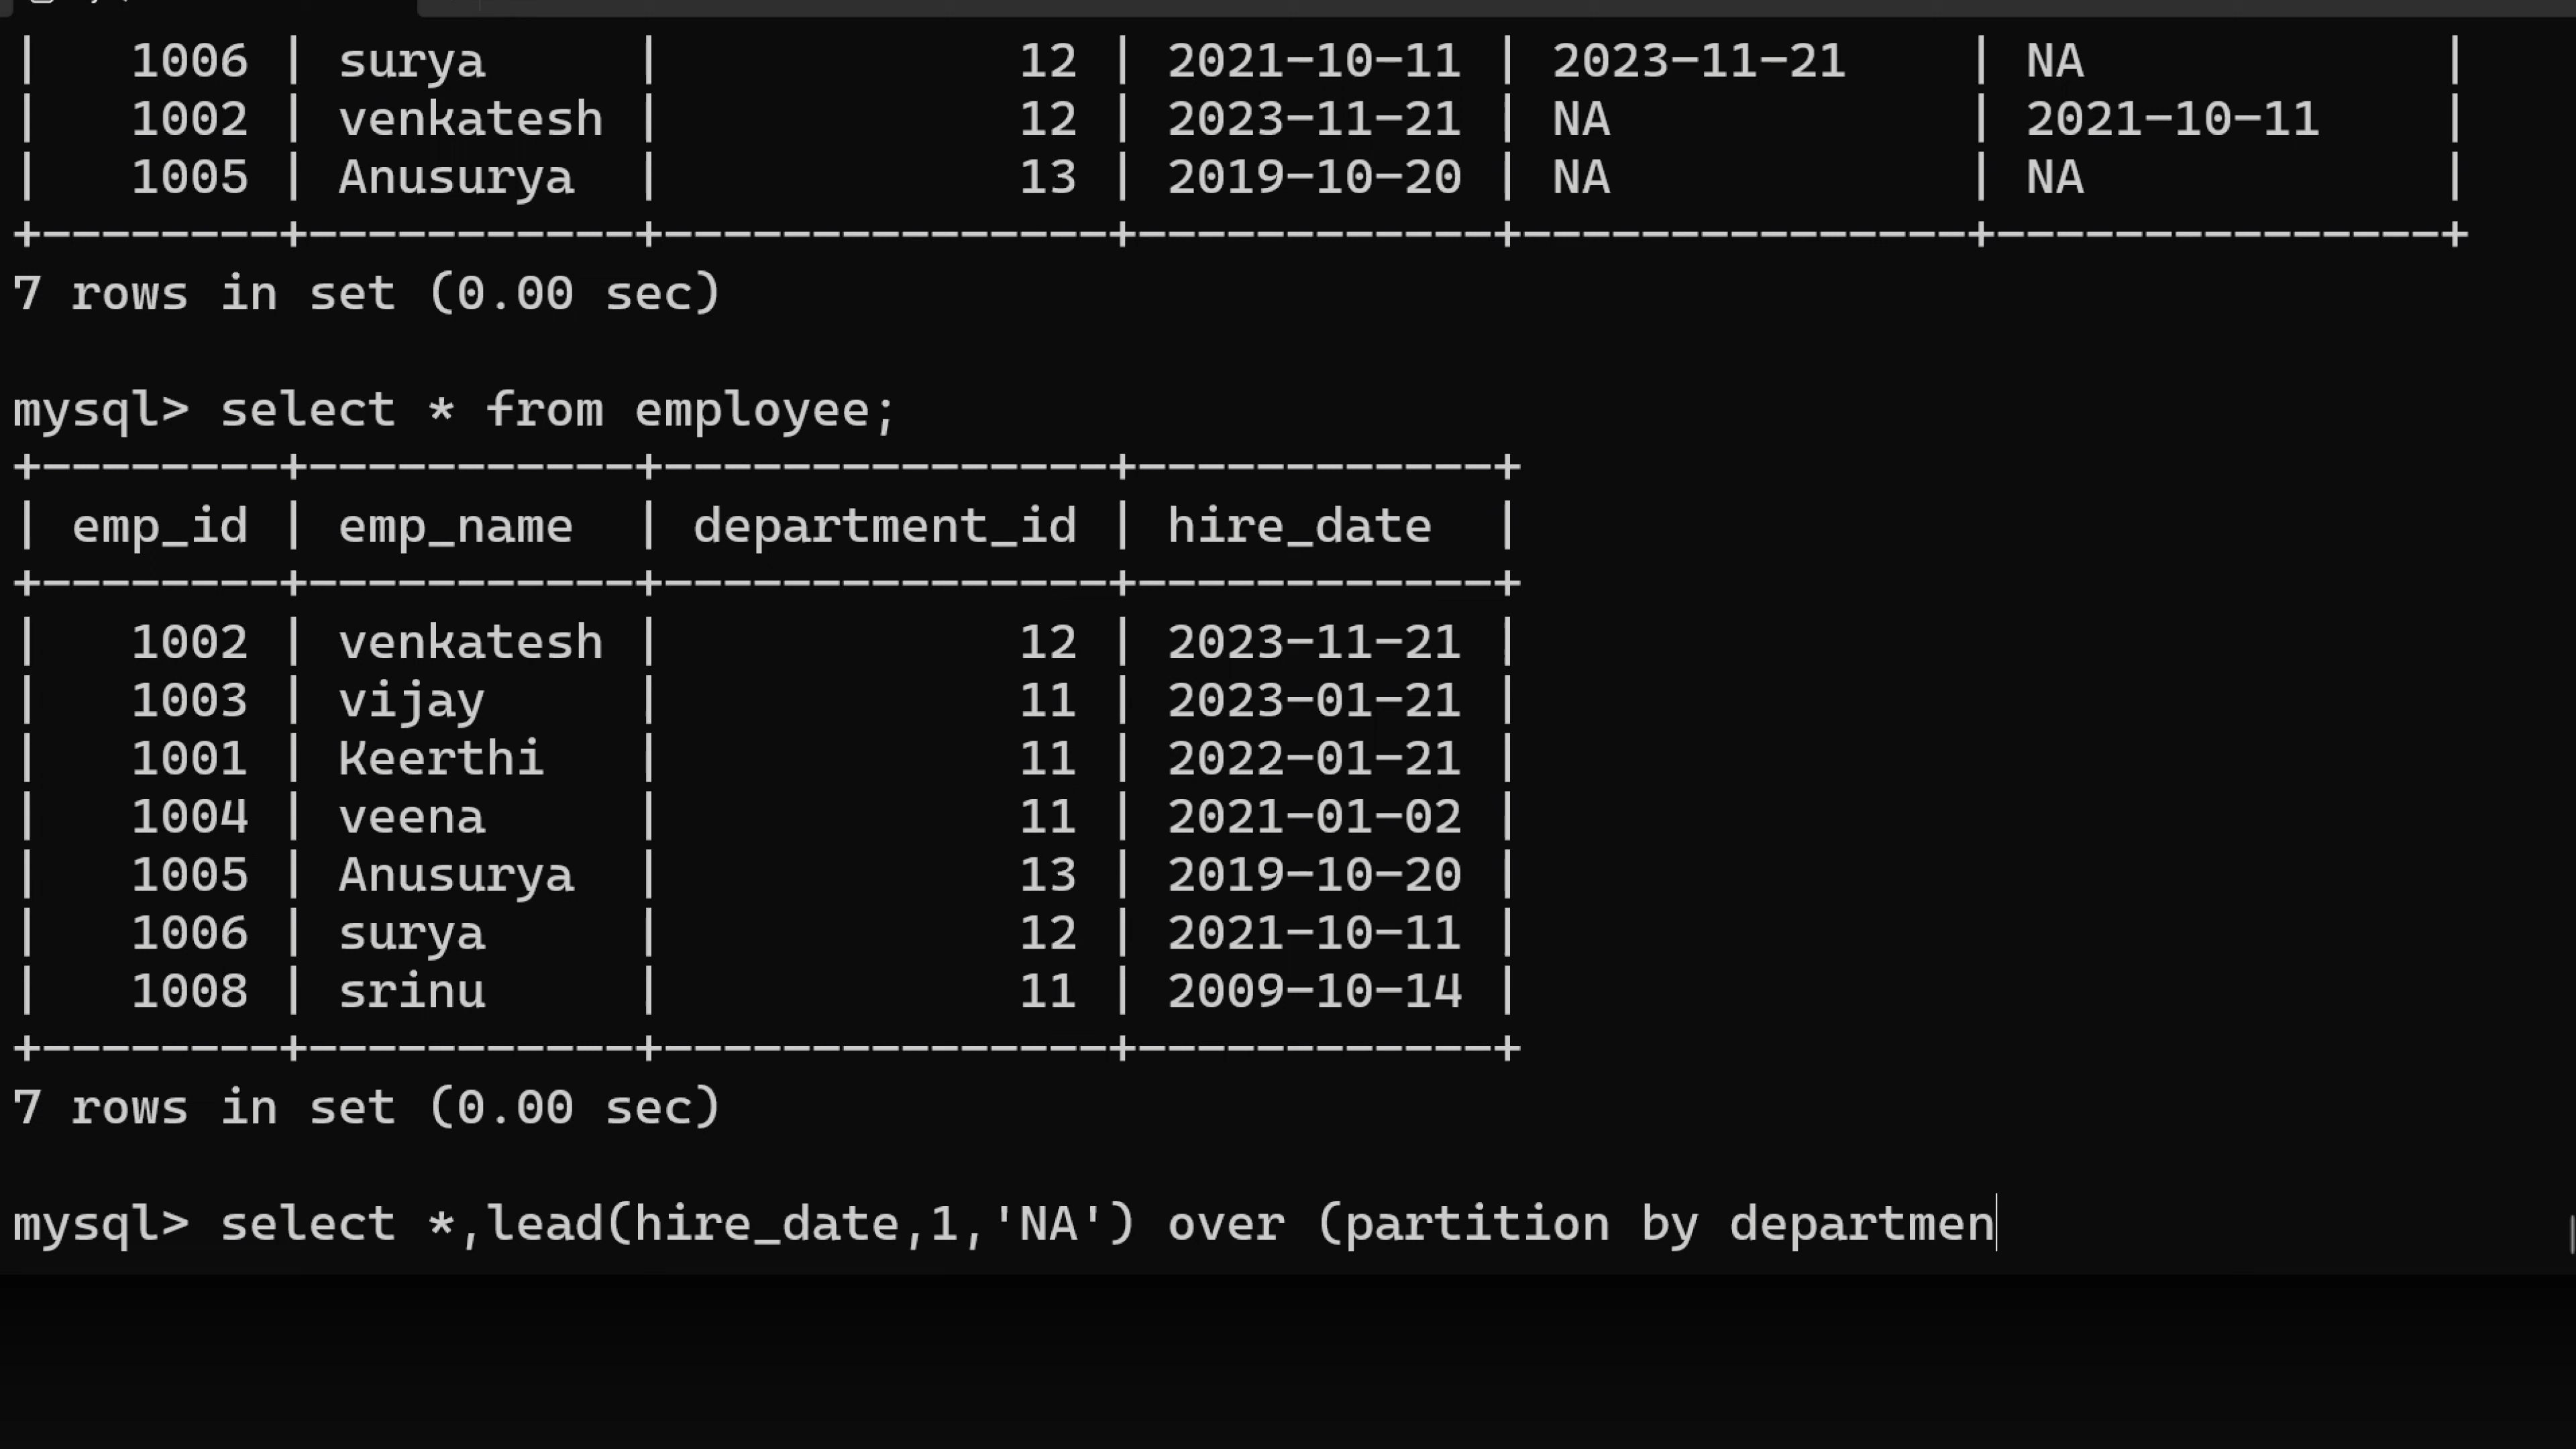 | 1006 | surya | 12 | 2021-10-11 | 2023-11-21 | NA |
| 1002 | venkatesh | 12 | 2023-11-21 | NA | 2021-10-11 |
| 1005 | Anusurya | 13 | 2019-10-20 | NA | NA |
+--------+-----------+---------------+------------+---------------+---------------+
7 rows in set (0.00 sec)
mysql> select * from employee;
+--------+-----------+---------------+------------+
| emp_id | emp_name | department_id | hire_date |
+--------+-----------+---------------+------------+
| 1002 | venkatesh | 12 | 2023-11-21 |
| 1003 | vijay | 11 | 2023-01-21 |
| 1001 | Keerthi | 11 | 2022-01-21 |
| 1004 | veena | 11 | 2021-01-02 |
| 1005 | Anusurya | 13 | 2019-10-20 |
| 1006 | surya | 12 | 2021-10-11 |
| 1008 | srinu | 11 | 2009-10-14 |
+--------+-----------+---------------+------------+
7 rows in set (0.00 sec)
mysql> select *,lead(hire_date,1,'NA') over (partition by departmen